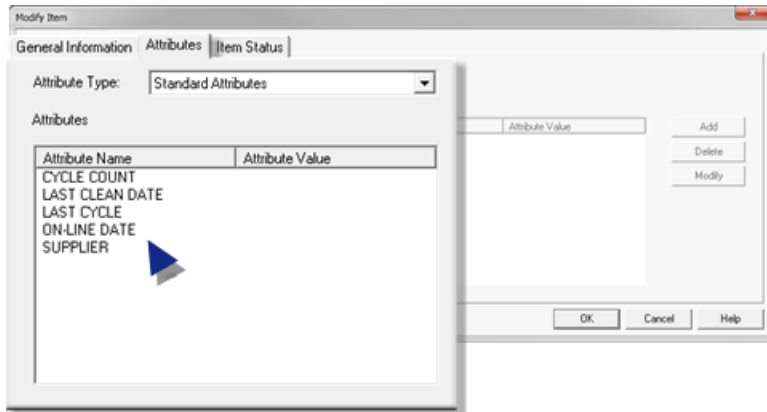 Modify Item
General Information Attributes Item Status
Attribute Type: Standard Attributes
Attributes
Attribute Name Attribute Value
CYCLE COUNT
LAST CLEAN DATE
LAST CYCLE
ON-LINE DATE
SUPPLIER
Attribute Value
Add
Delete
Modify
OK Cancel Help